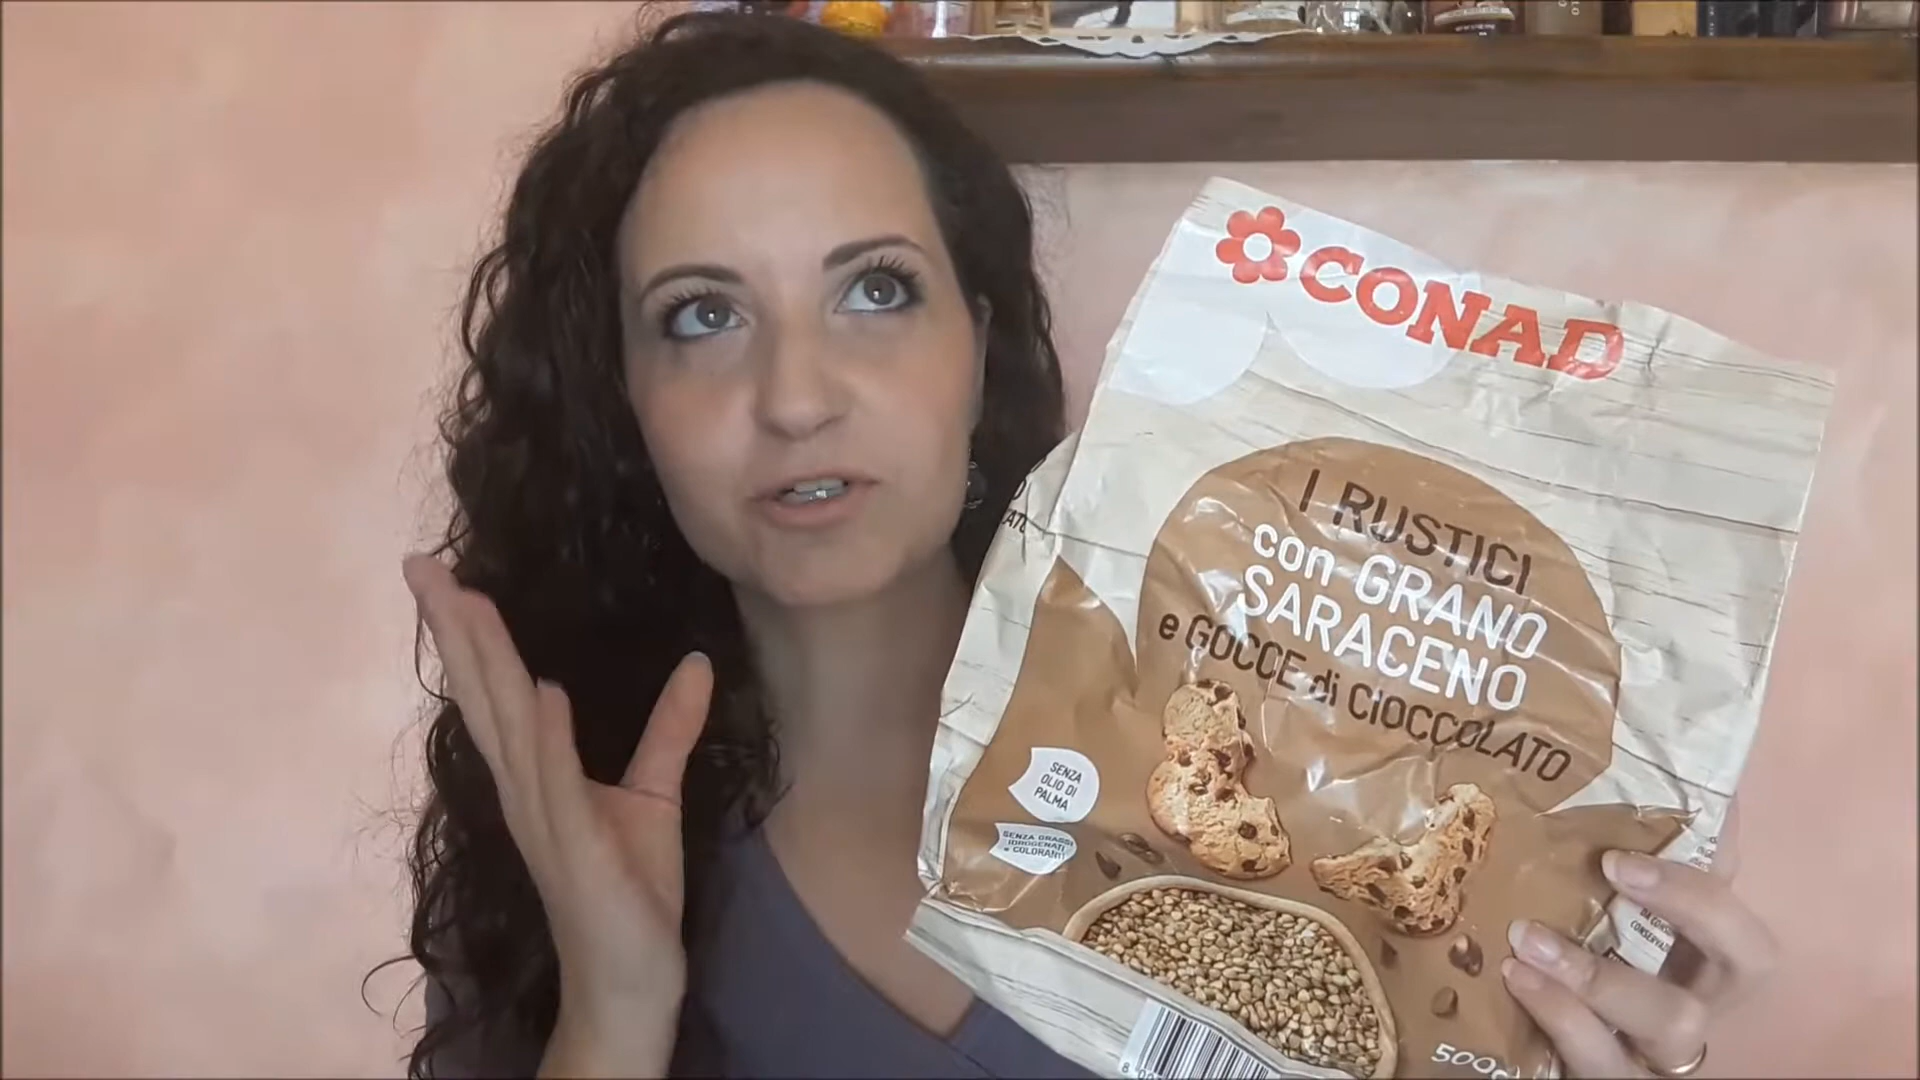 CONAD
I RUSTICI
con GRANO
SARACENO
e GOCCE di CIOCCOLATO
SENZA
OLIO DI
PALMA
SENZA GRASSI
IDROGENATI
e COLORANTI
500g